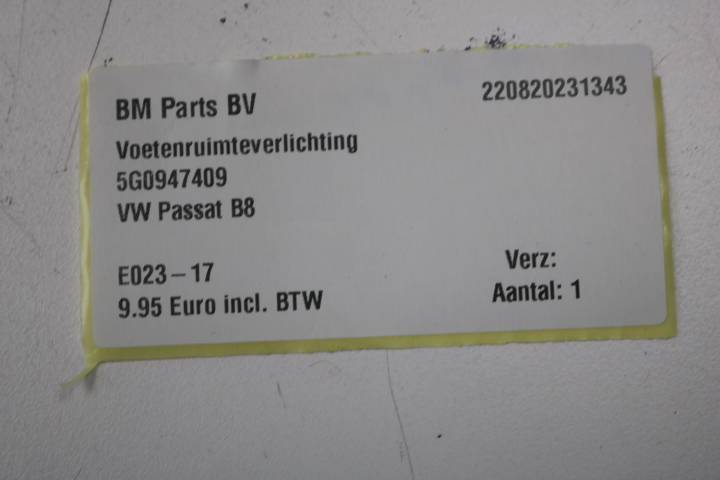 BM Parts BV
220820231343
Voetenruimteverlichting
5G0947409
VW Passat B8
E023-17
Verz:
9.95 Euro incl. BTW
Aantal: 1